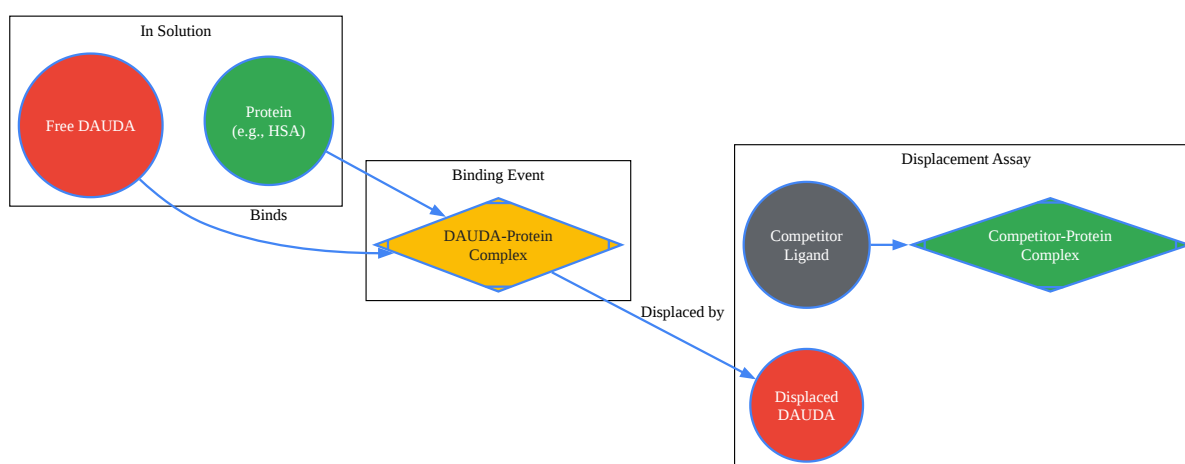 In Solution
Free DAUDA
Protein
(e.g., HSA)
Binds
Binding Event
DAUDA-Protein
Complex
Displaced by
Displacement Assay
Competitor
Ligand
Competitor-Protein
Complex
Displaced
DAUDA